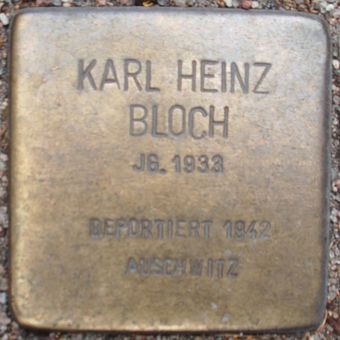 KARL HEINZ
BLOCH
JG. 1933
DEPORTIERT 1942
AUSCHWITZ